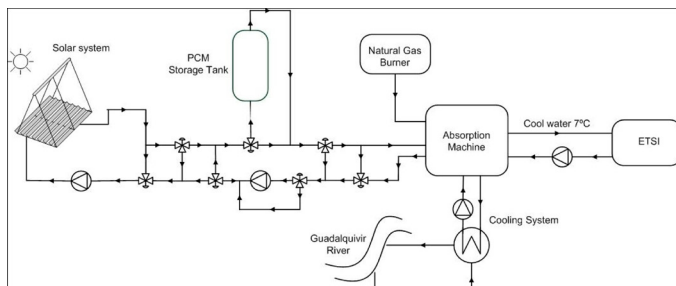 Solar system
PCM
Storage Tank
Natural Gas
Burner
Absorption
Machine
Cool water 7ºC
ETSI
Cooling System
Guadalquivir
River